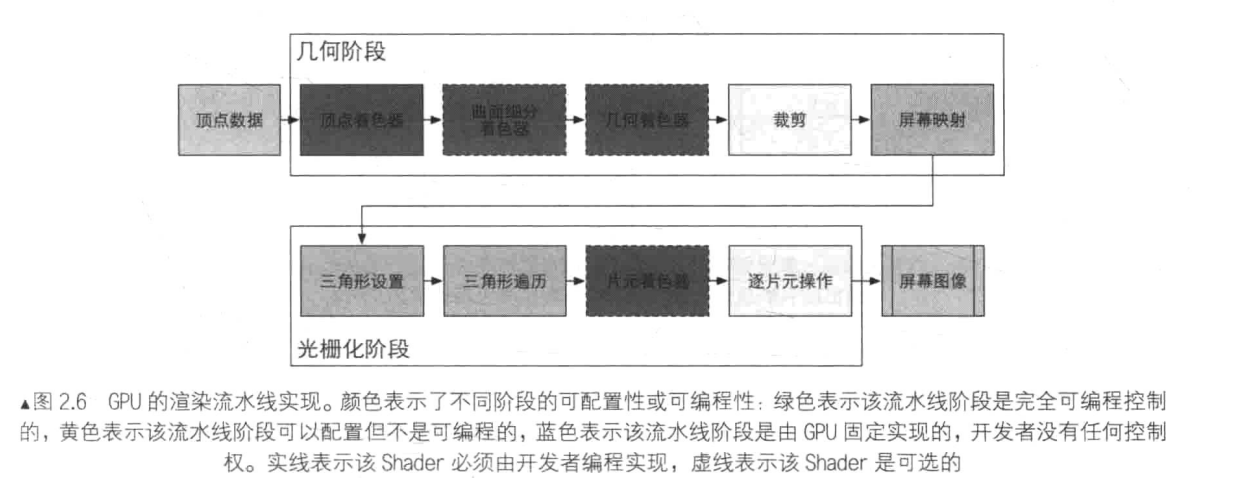 几何阶段
顶点数据
顶点着色器
曲面细分
着色器
几何着色器
裁剪
屏幕映射
三角形设置
三角形遍历
片元着色器
逐片元操作
屏幕图像
光栅化阶段
▲图 2.6 GPU 的渲染流水线实现。颜色表示了不同阶段的可配置性或可编程性：绿色表示该流水线阶段是完全可编程控制
的，黄色表示该流水线阶段可以配置但不是可编程的，蓝色表示该流水线阶段是由 GPU 固定实现的，开发者没有任何控制
权。实线表示该 Shader 必须由开发者编程实现，虚线表示该 Shader 是可选的